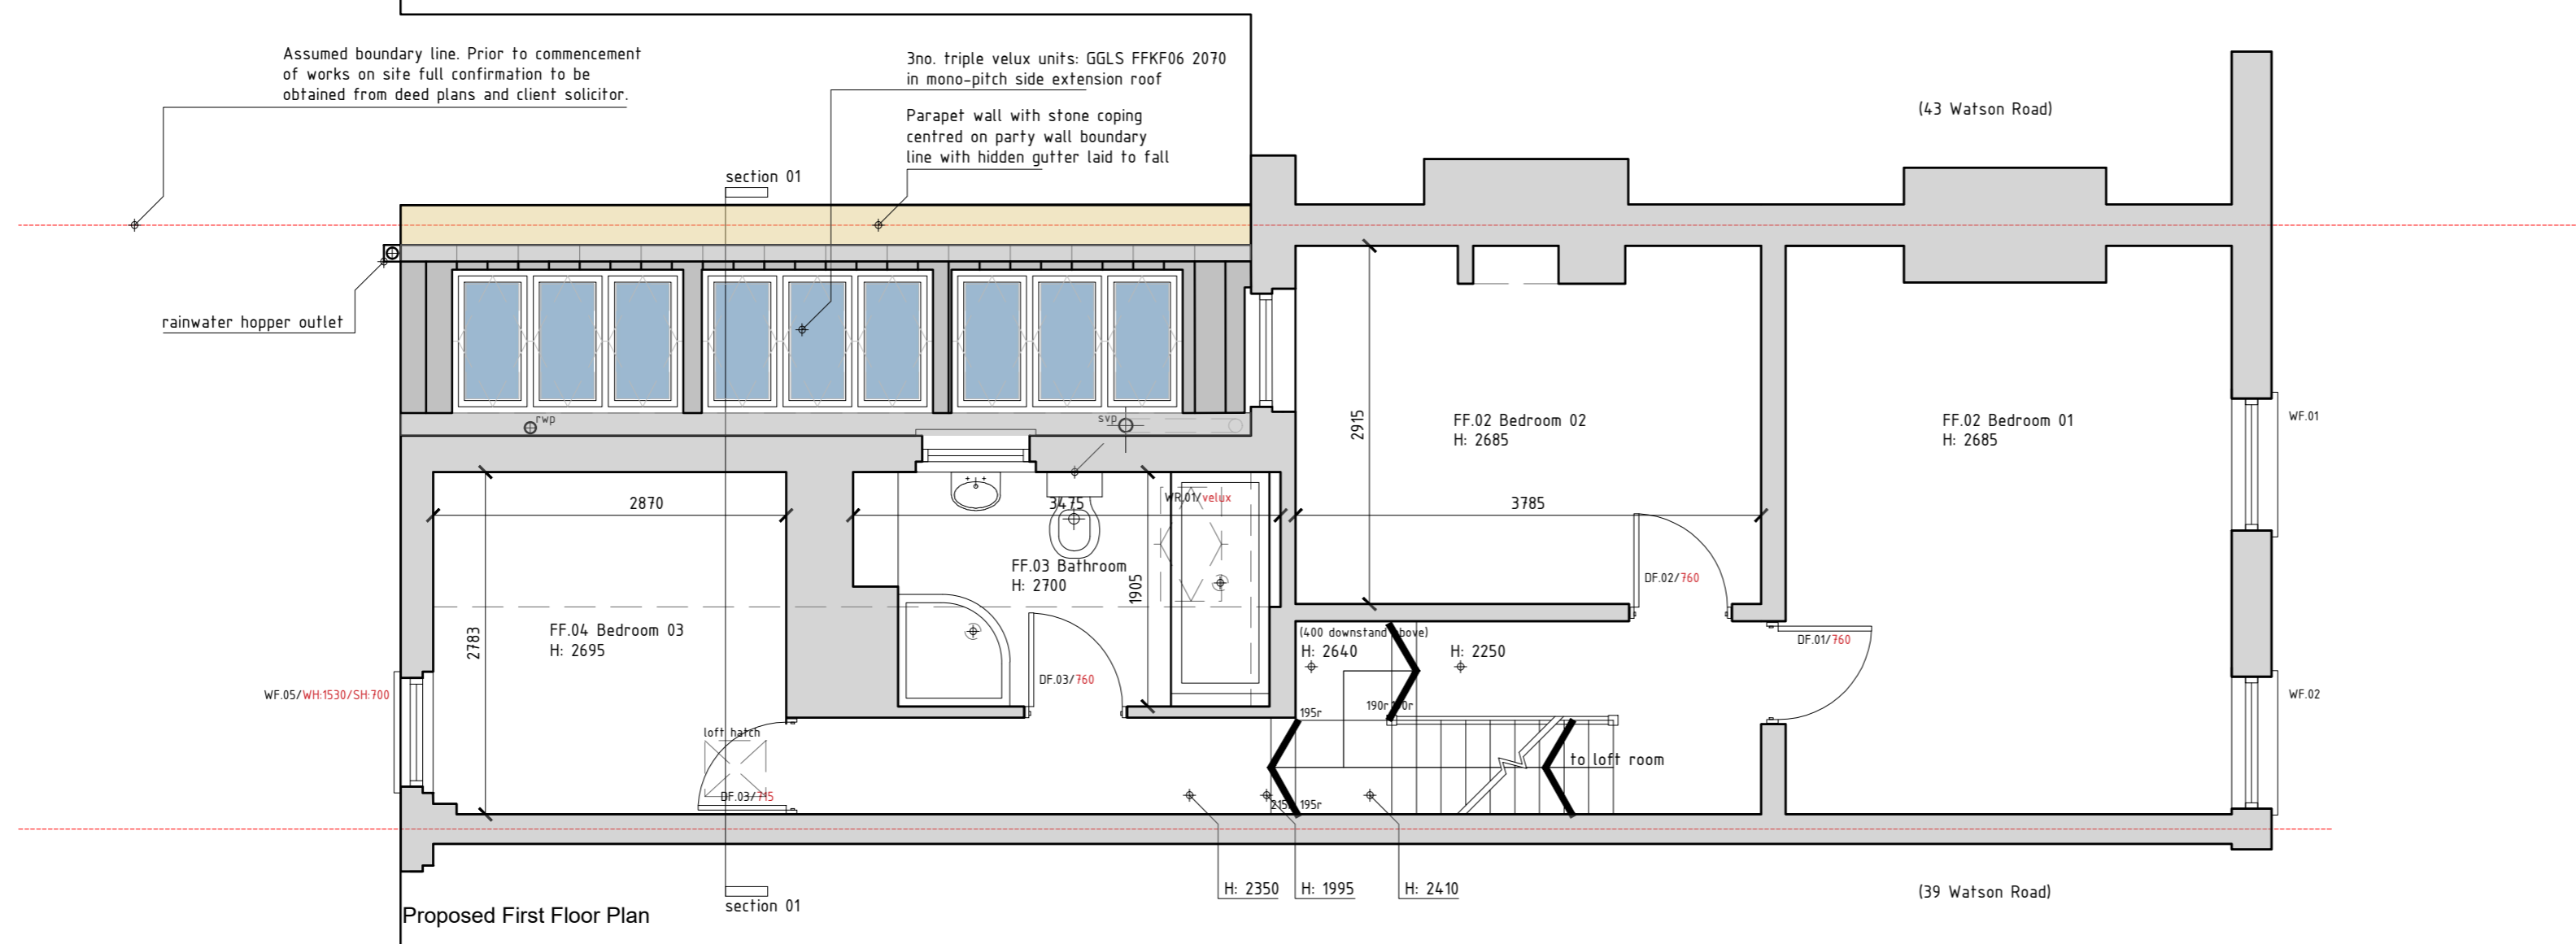 Assumed boundary line. Prior to commencement
of works on site full confirmation to be
obtained from deed plans and client solicitor.
3no. triple velux units: GGLS FFKF06 2070
in mono-pitch side extension roof
Parapet wall with stone coping
centred on party wall boundary
line with hidden gutter laid to fall
(43 Watson Road)
section 01
rainwater hopper outlet
rwp
svp
FF.02 Bedroom 02
H: 2685
2915
FF.02 Bedroom 01
H: 2685
WF.01
2870
3475
WR.01/velux
3785
FF.03 Bathroom
H: 2700
1905
DF.02/760
FF.04 Bedroom 03
H: 2695
2783
(400 downstand above)
H: 2640
H: 2250
DF.01/760
DF.03/760
WF.05/WH:1530/SH:700
WF.02
195r
190r
loft hatch
to loft room
DF.03/715
195r
H: 2350
H: 1995
H: 2410
(39 Watson Road)
section 01
Proposed First Floor Plan